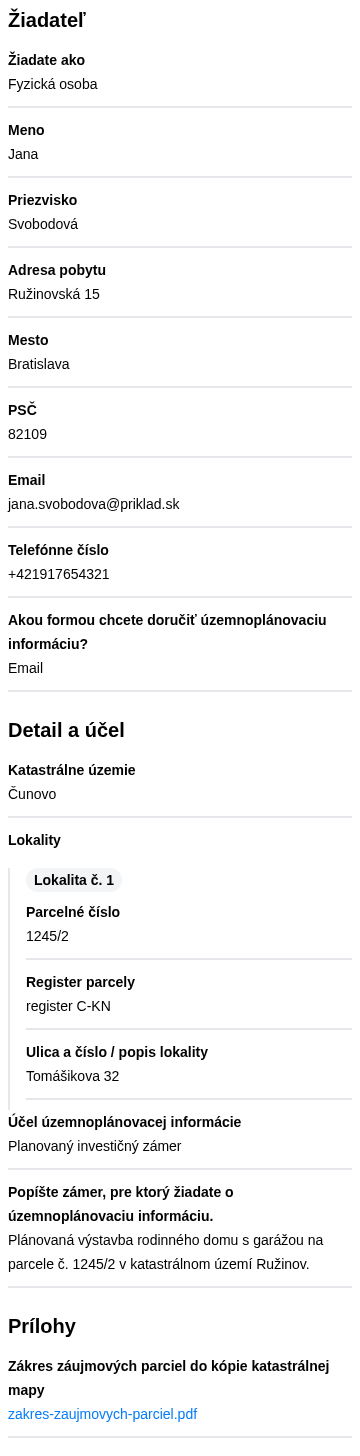 Žiadateľ
Žiadate ako
Fyzická osoba
Meno
Jana
Priezvisko
Svobodová
Adresa pobytu
Ružinovská 15
Mesto
Bratislava
PSČ
82109
Email
jana.svobodova@priklad.sk
Telefónne číslo
+421917654321
Akou formou chcete doručiť územnoplánovaciu
informáciu?
Email
Detail a účel
Katastrálne územie
Čunovo
Lokality
Lokalita č. 1
Parcelné číslo
1245/2
Register parcely
register C-KN
Ulica a číslo / popis lokality
Tomášikova 32
Účel územnoplánovacej informácie
Planovaný investičný zámer
Popíšte zámer, pre ktorý žiadate o
územnoplánovaciu informáciu.
Plánovaná výstavba rodinného domu s garážou na
parcele č. 1245/2 v katastrálnom území Ružinov.
Prílohy
Zákres záujmových parciel do kópie katastrálnej
mapy
zakres-zaujmovych-parciel.pdf